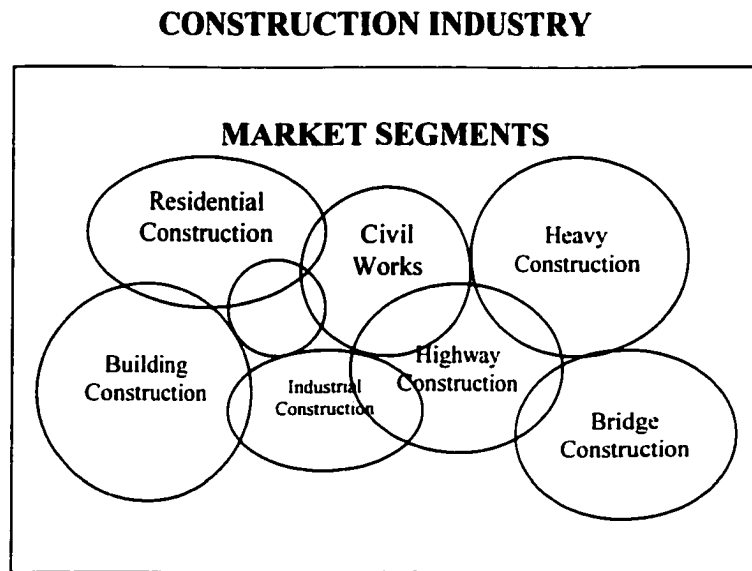 CONSTRUCTION INDUSTRY
MARKET SEGMENTS
Residential
Construction
Civil
Works
Heavy
Construction
Building
Construction
Industrial
Construction
Highway
Construction
Bridge
Construction